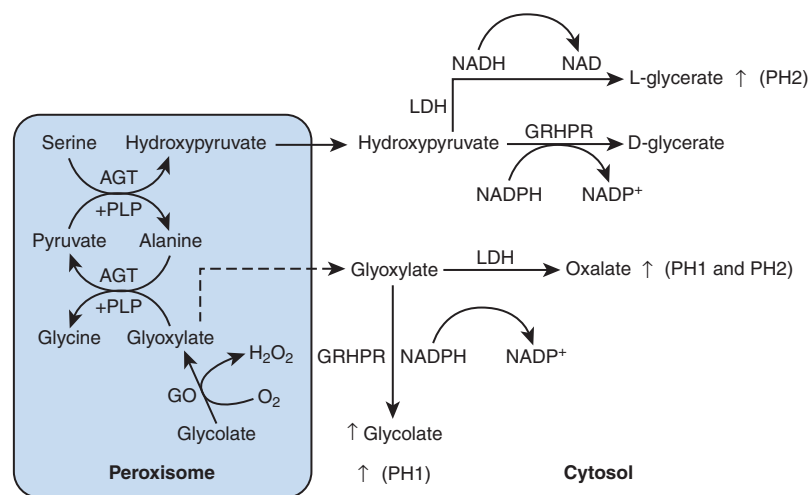 NADH NAD
L-glycerate ↑ (PH2)
LDH
Serine Hydroxypyruvate Hydroxypyruvate GRHPR D-glycerate
AGT
+PLP
NADPH NADP⁺
Pyruvate Alanine
AGT
+PLP
Glyoxylate LDH Oxalate ↑ (PH1 and PH2)
Glycine Glyoxylate
H₂O₂
GRHPR NADPH NADP⁺
GO O₂
Glycolate
↑ Glycolate
↑ (PH1)
Peroxisome Cytosol